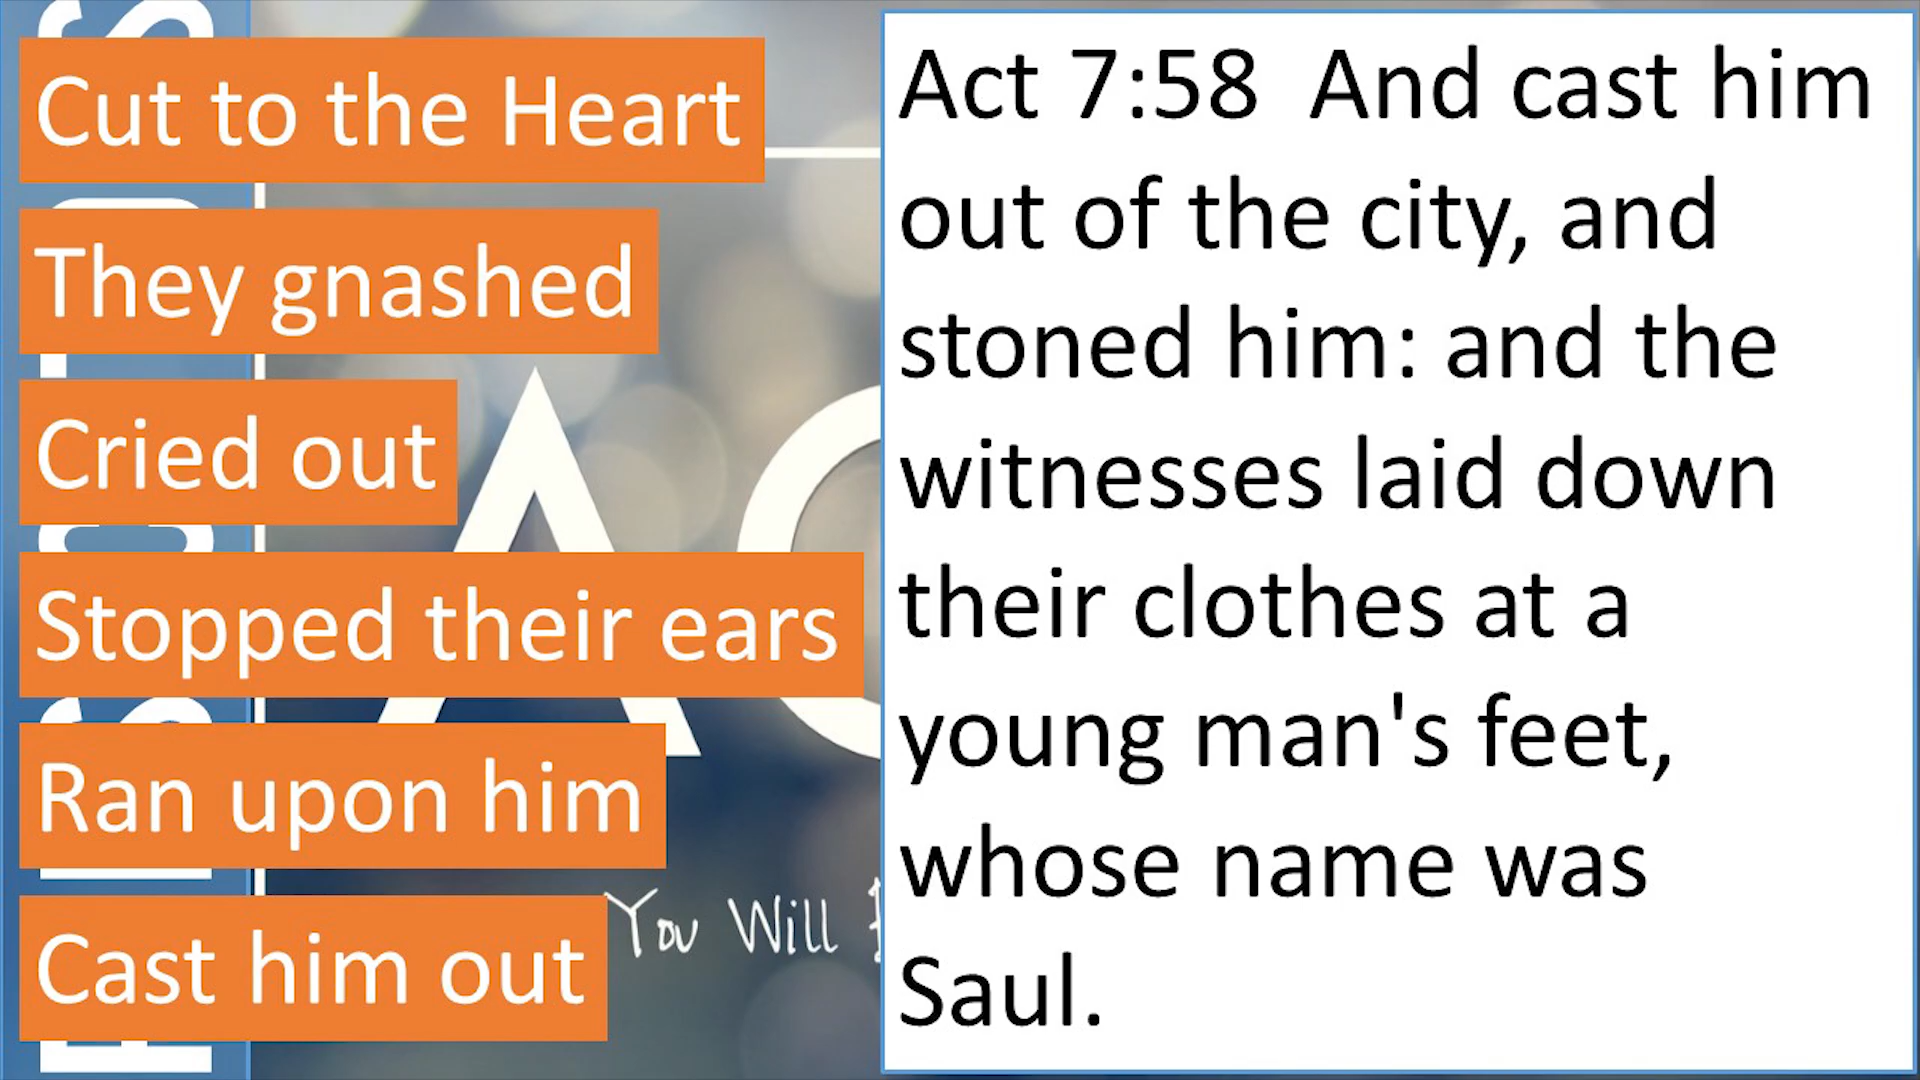 Cut to the Heart
They gnashed
Cried out
Stopped their ears
Ran upon him
Cast him out
You Will
Act 7:58  And cast him
out of the city, and
stoned him: and the
witnesses laid down
their clothes at a
young man's feet,
whose name was
Saul.